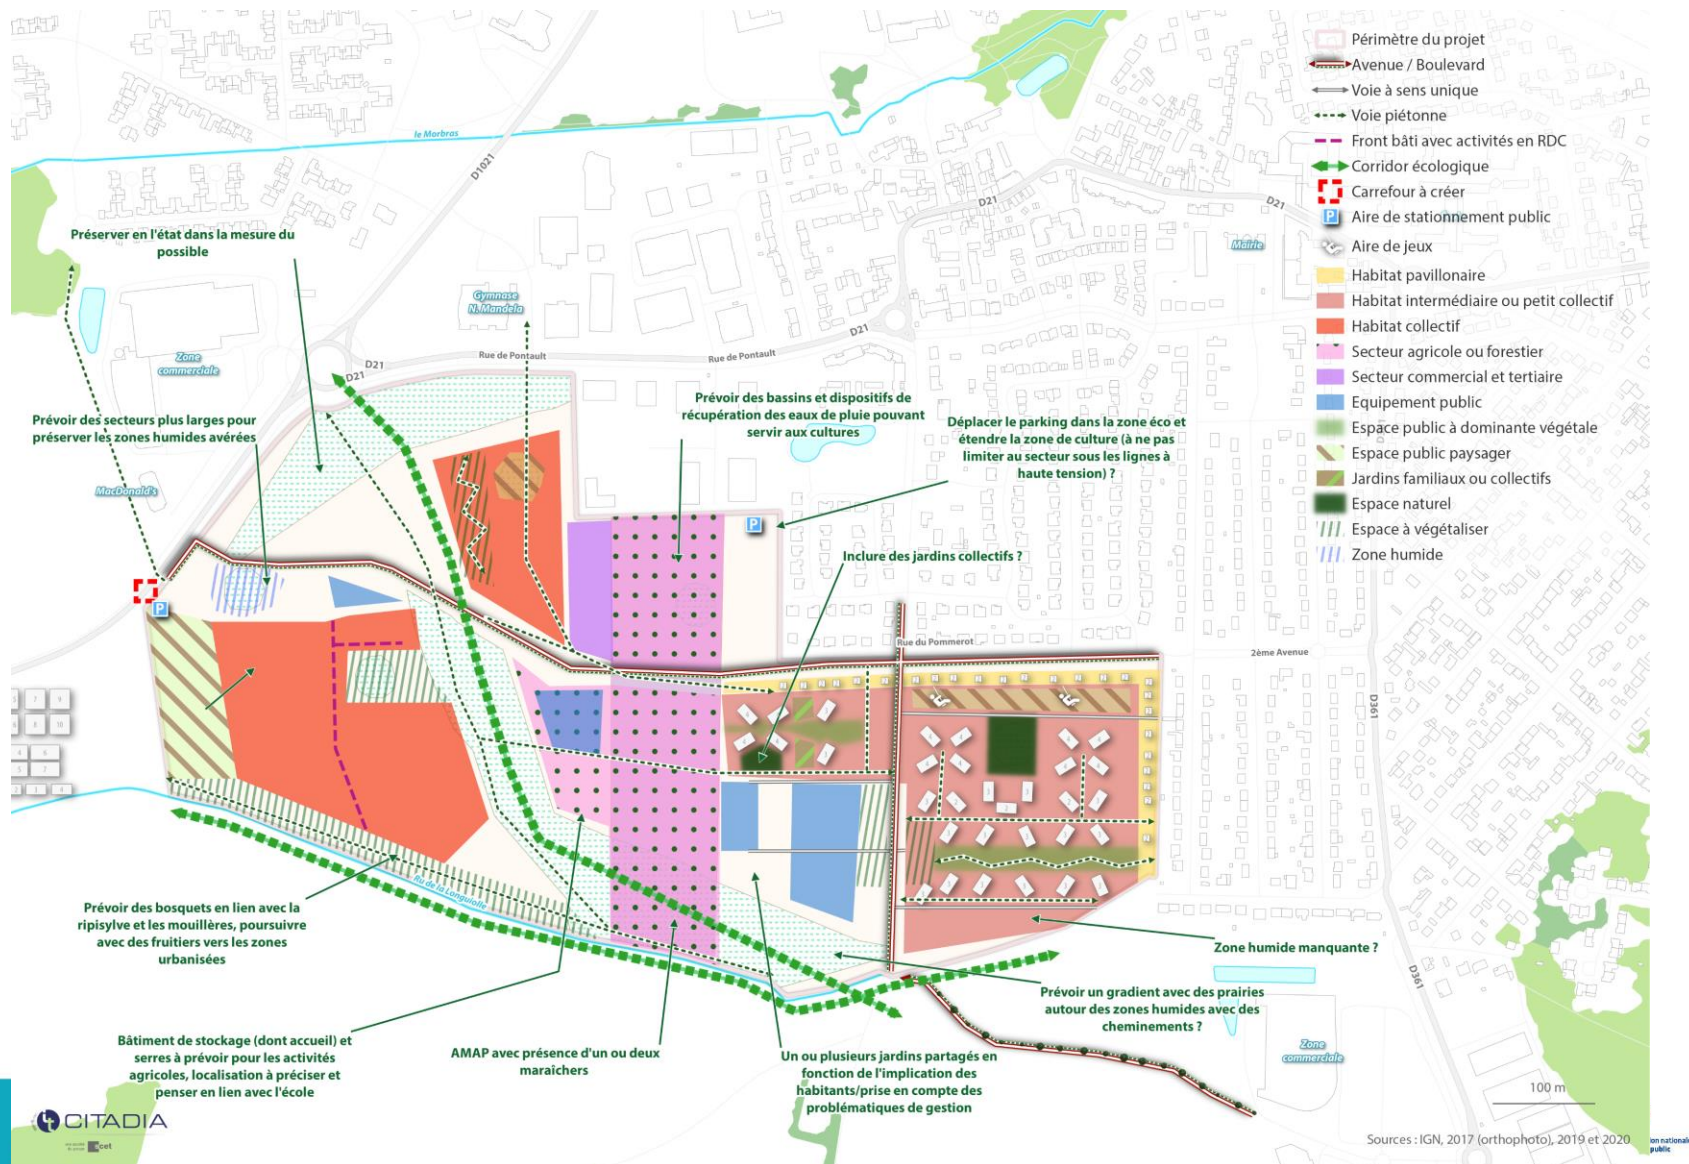 Périmètre du projet
Avenue / Boulevard
Voie à sens unique
Voie piétonne
Front bâti avec activités en RDC
Corridor écologique
Carrefour à créer
P Aire de stationnement public
Aire de jeux
Habitat pavillonaire
Habitat intermédiaire ou petit collectif
Habitat collectif
Secteur agricole ou forestier
Secteur commercial et tertiaire
Equipement public
Espace public à dominante végétale
Espace public paysager
Jardins familiaux ou collectifs
Espace naturel
Espace à végétaliser
Zone humide
le Morbras
D1021
D21
D21
Mairie
Préserver en l'état dans la mesure du
possible
Gymnase
N. Mandela
Zone
commerciale
D21
Rue de Pontault
Rue de Pontault
D21
D21
Prévoir des secteurs plus larges pour
préserver les zones humides avérées
Prévoir des bassins et dispositifs de
récupération des eaux de pluie pouvant
servir aux cultures
Déplacer le parking dans la zone éco et
étendre la zone de culture (à ne pas
limiter au secteur sous les lignes à
haute tension) ?
MacDonald's
P
Inclure des jardins collectifs ?
P
Rue du Pommerot
2ème Avenue
D361
Ru de la Longuiolle
Prévoir des bosquets en lien avec la
ripisylve et les mouillères, poursuivre
avec des fruitiers vers les zones
urbanisées
Zone humide manquante ?
D361
Prévoir un gradient avec des prairies
autour des zones humides avec des
cheminements ?
Bâtiment de stockage (dont accueil) et
serres à prévoir pour les activités
agricoles, localisation à préciser et
penser en lien avec l'école
AMAP avec présence d'un ou deux
maraîchers
Un ou plusieurs jardins partagés en
fonction de l'implication des
habitants/prise en compte des
problématiques de gestion
Zone
commerciale
100 m
CITADIA
Sources : IGN, 2017 (orthophoto), 2019 et 2020